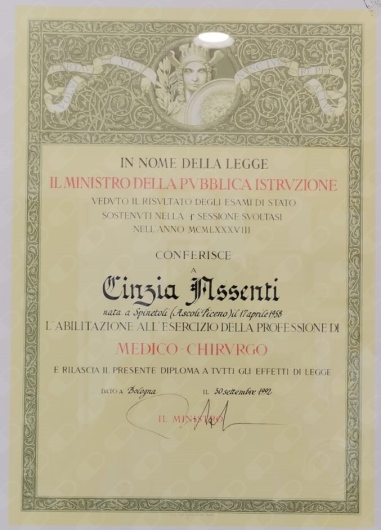 IN NOME DELLA LEGGE
IL MINISTRO DELLA PVBBLICA ISTRVZIONE
VEDVTO IL RISVLTATO DEGLI ESAMI DI STATO
SOSTENVTI NELLA 1ª SESSIONE SVOLTASI
NELL'ANNO MCMLXXXVIII
CONFERISCE
A
Cinzia Assenti
nata a Spinetoli (Ascoli Piceno) il 17 aprile 1958
L'ABILITAZIONE ALL'ESERCIZIO DELLA PROFESSIONE DI
MEDICO-CHIRVRGO
E RILASCIA IL PRESENTE DIPLOMA A TVTTI GLI EFFETTI DI LEGGE
DATO A Bologna IL 30 settembre 1992
IL MINISTRO